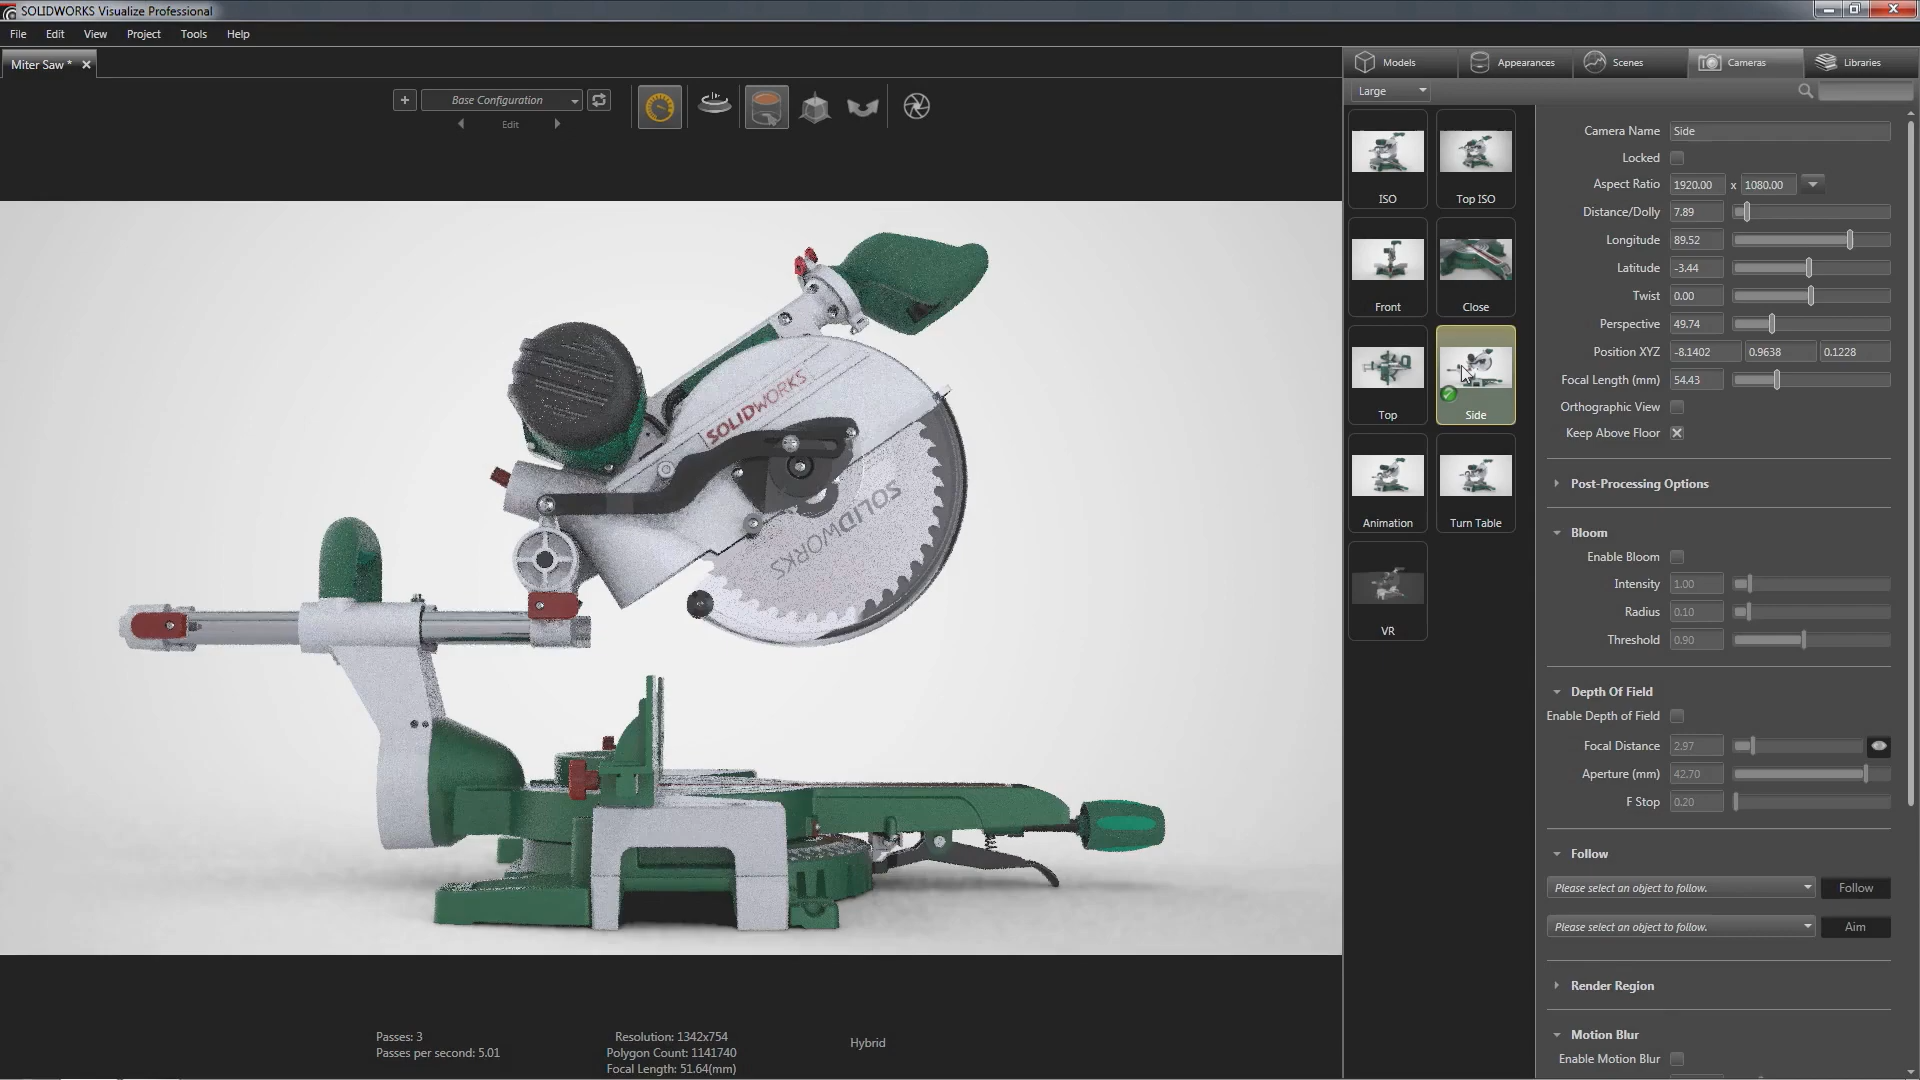 SOLIDWORKS Visualize Professional
File Edit View Project Tools Help
Miter Saw *
Base Configuration
Edit
SOLIDWORKS
SOLIDWORKS
Passes: 3
Passes per second: 5.01
Resolution: 1342x754
Polygon Count: 1141740
Focal Length: 51.64(mm)
Hybrid
Models Appearances Scenes Cameras Libraries
Large
ISO Top ISO
Front Close
Top Side
Animation Turn Table
VR
Camera Name Side
Locked
Aspect Ratio 1920.00 x 1080.00
Distance/Dolly 7.89
Longitude 89.52
Latitude -3.44
Twist 0.00
Perspective 49.74
Position XYZ -8.1402 0.9638 0.1228
Focal Length (mm) 54.43
Orthographic View
Keep Above Floor
Post-Processing Options
Bloom
Enable Bloom
Intensity 1.00
Radius 0.10
Threshold 0.90
Depth Of Field
Enable Depth of Field
Focal Distance 2.97
Aperture (mm) 42.70
F Stop 0.20
Follow
Please select an object to follow. Follow
Please select an object to follow. Aim
Render Region
Motion Blur
Enable Motion Blur